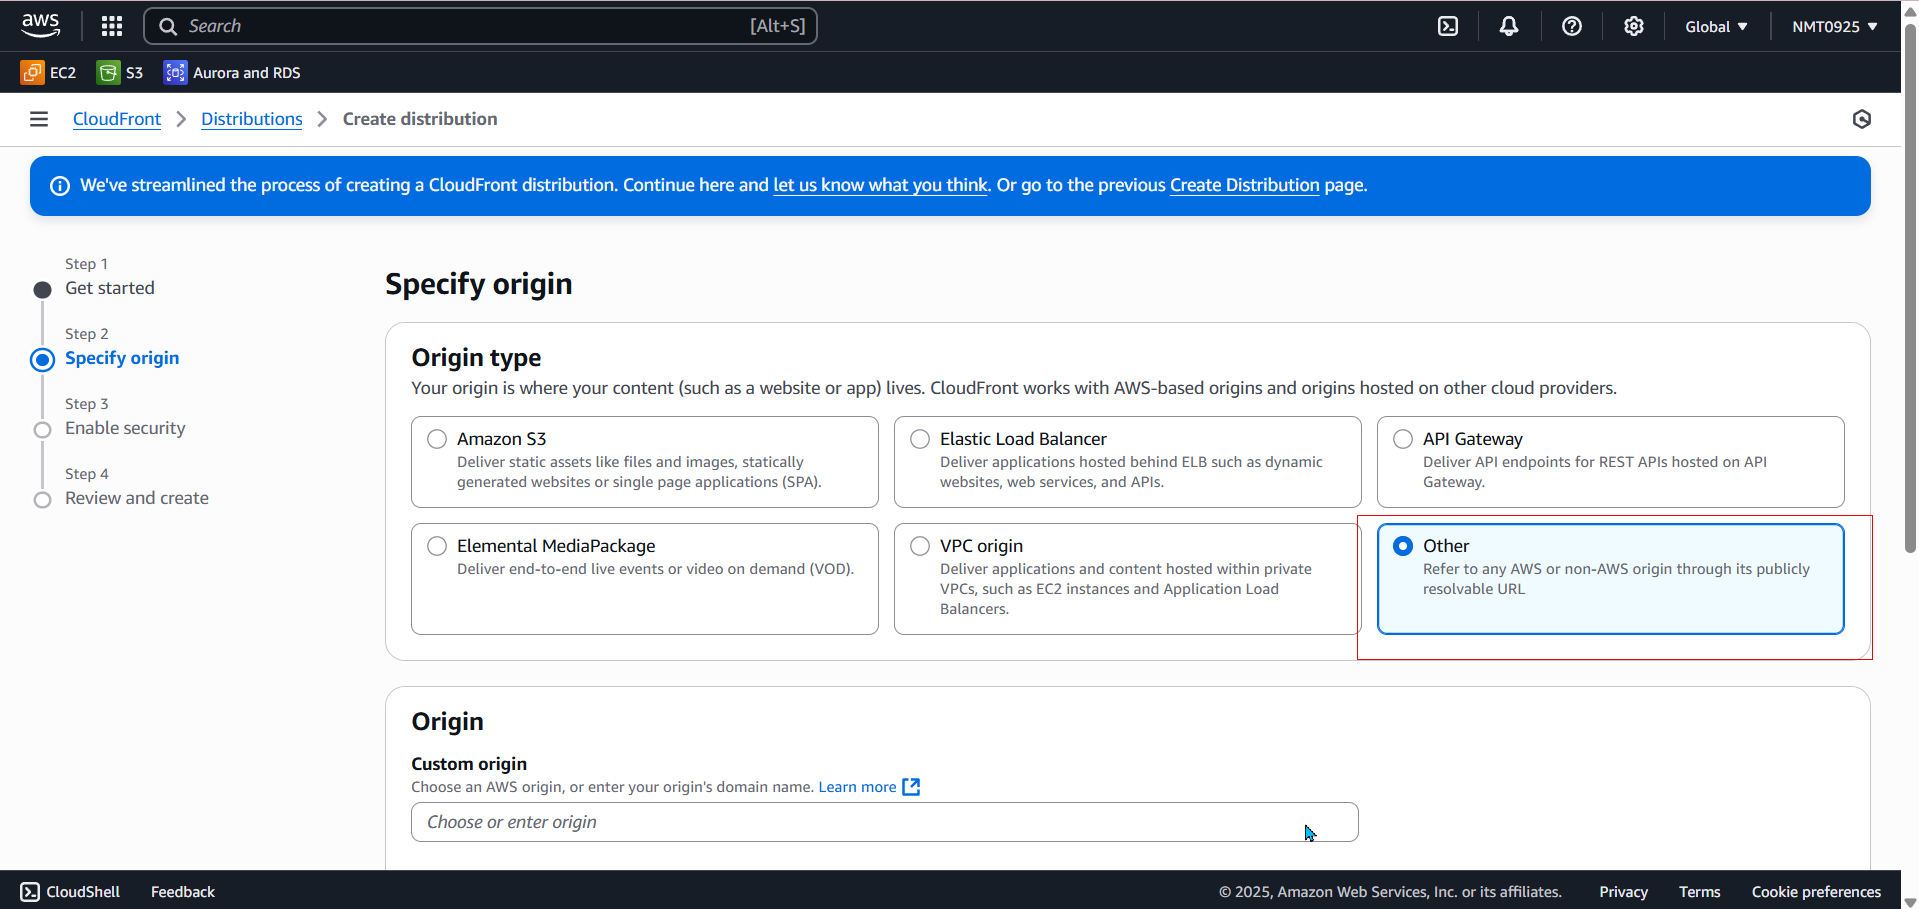 aws
Search [Alt+S]
Global
NMT0925
EC2
S3
Aurora and RDS
CloudFront
Distributions
Create distribution
We've streamlined the process of creating a CloudFront distribution. Continue here and let us know what you think. Or go to the previous Create Distribution page.
Step 1
Get started
Step 2
Specify origin
Step 3
Enable security
Step 4
Review and create
Specify origin
Origin type
Your origin is where your content (such as a website or app) lives. CloudFront works with AWS-based origins and origins hosted on other cloud providers.
Amazon S3
Deliver static assets like files and images, statically
generated websites or single page applications (SPA).
Elastic Load Balancer
Deliver applications hosted behind ELB such as dynamic
websites, web services, and APIs.
API Gateway
Deliver API endpoints for REST APIs hosted on API
Gateway.
Elemental MediaPackage
Deliver end-to-end live events or video on demand (VOD).
VPC origin
Deliver applications and content hosted within private
VPCs, such as EC2 instances and Application Load
Balancers.
Other
Refer to any AWS or non-AWS origin through its publicly
resolvable URL
Origin
Custom origin
Choose an AWS origin, or enter your origin's domain name. Learn more
Choose or enter origin
CloudShell
Feedback
© 2025, Amazon Web Services, Inc. or its affiliates.
Privacy
Terms
Cookie preferences